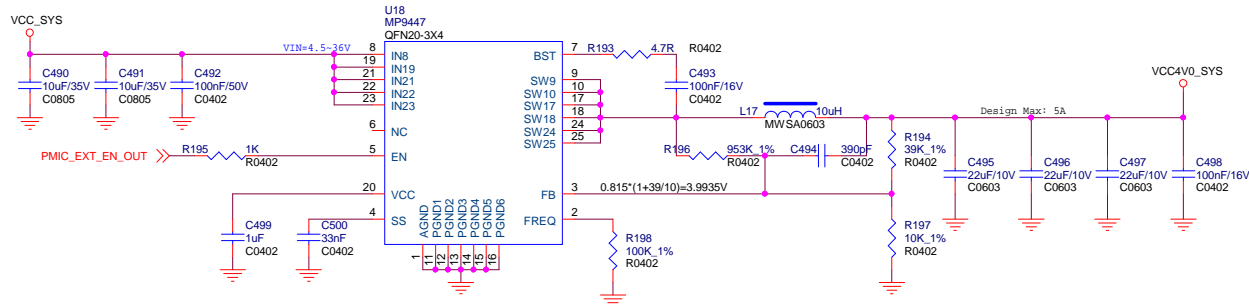 U18
MP9447
QFN20-3X4
VCC_SYS
VIN=4.5~36V
8
19
21
22
23
IN8
IN19
IN21
IN22
IN23
C490
10uF/35V
C0805
C491
10uF/35V
C0805
C492
100nF/50V
C0402
6
NC
PMIC_EXT_EN_OUT
R195
1K
R0402
5
EN
20
VCC
4
SS
C499
1uF
C0402
C500
33nF
C0402
AGND
PGND1
PGND2
PGND3
PGND4
PGND5
PGND6
1
11
12
13
14
15
16
BST
7
R193
4.7R
R0402
C493
100nF/16V
C0402
SW9
SW10
SW17
SW18
SW24
SW25
9
10
17
18
24
25
L17
10uH
MWSA0603
R196
953K_1%
R0402
C494
390pF
C0402
FB
3
0.815*(1+39/10)=3.9935V
FREQ
2
R198
100K_1%
R0402
R194
39K_1%
R0402
R197
10K_1%
R0402
VCC4V0_SYS
Design Max: 5A
C495
22uF/10V
C0603
C496
22uF/10V
C0603
C497
22uF/10V
C0603
C498
100nF/16V
C0402